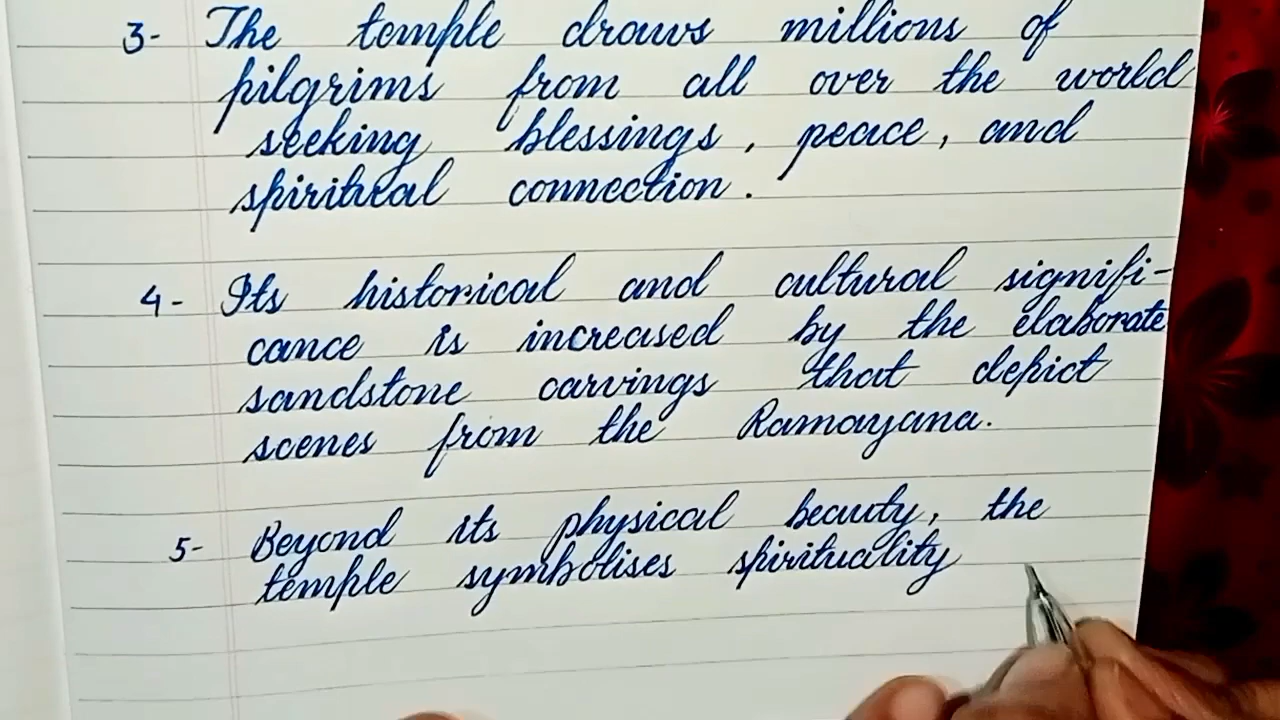 3- The temple draws millions of
pilgrims from all over the world
seeking blessings, peace, and
spiritual connection.
4- Its historical and cultural signifi-
cance is increased by the elaborate
sandstone carvings that depict
scenes from the Ramayana.
5- Beyond its physical beauty, the
temple symbolises spirituality